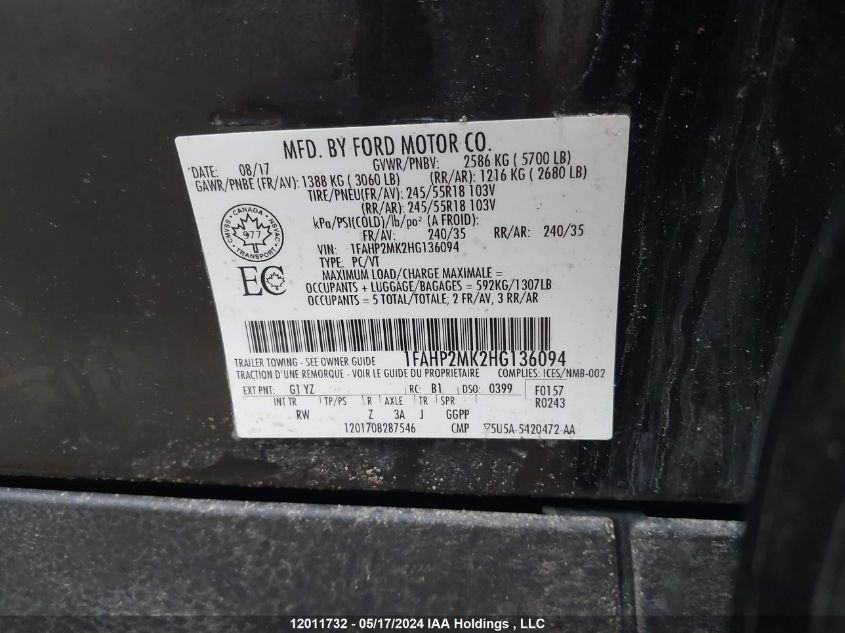 MFD. BY FORD MOTOR CO.
DATE: 08/17 GVWR/PNBV: 2586 KG ( 5700 LB)
GAWR/PNBE (FR/AV): 1388 KG ( 3060 LB) (RR/AR): 1216 KG ( 2680 LB)
TIRE/PNEU(FR/AV): 245/55R18 103V
(RR/AR): 245/55R18 103V
kPa/PSI(COLD)/lb/po² (A FROID):
FR/AV: 240/35 RR/AR: 240/35
VIN: 1FAHP2MK2HG136094
TYPE: PC/VT
MAXIMUM LOAD/CHARGE MAXIMALE =
OCCUPANTS + LUGGAGE/BAGAGES = 592KG/1307LB
OCCUPANTS = 5 TOTAL/TOTALE; 2 FR/AV, 3 RR/AR
CANADA
CMVSS 977 NSVAC
TRANSPORT
EC
1FAHP2MK2HG136094
TRAILER TOWING - SEE OWNER GUIDE
TRACTION D'UNE REMORQUE - VOIR LE GUIDE DU PROPRIETAIRE COMPLIES: ICES/NMB-002
EXT PNT: G1 YZ RC: B1 DSO: 0399 F0157
INT TR TP/PS R AXLE TR SPR R0243
RW Z 3A J GGPP
1201708287546 CMP 5U5A-5420472-AA
12011732 - 05/17/2024 IAA Holdings , LLC